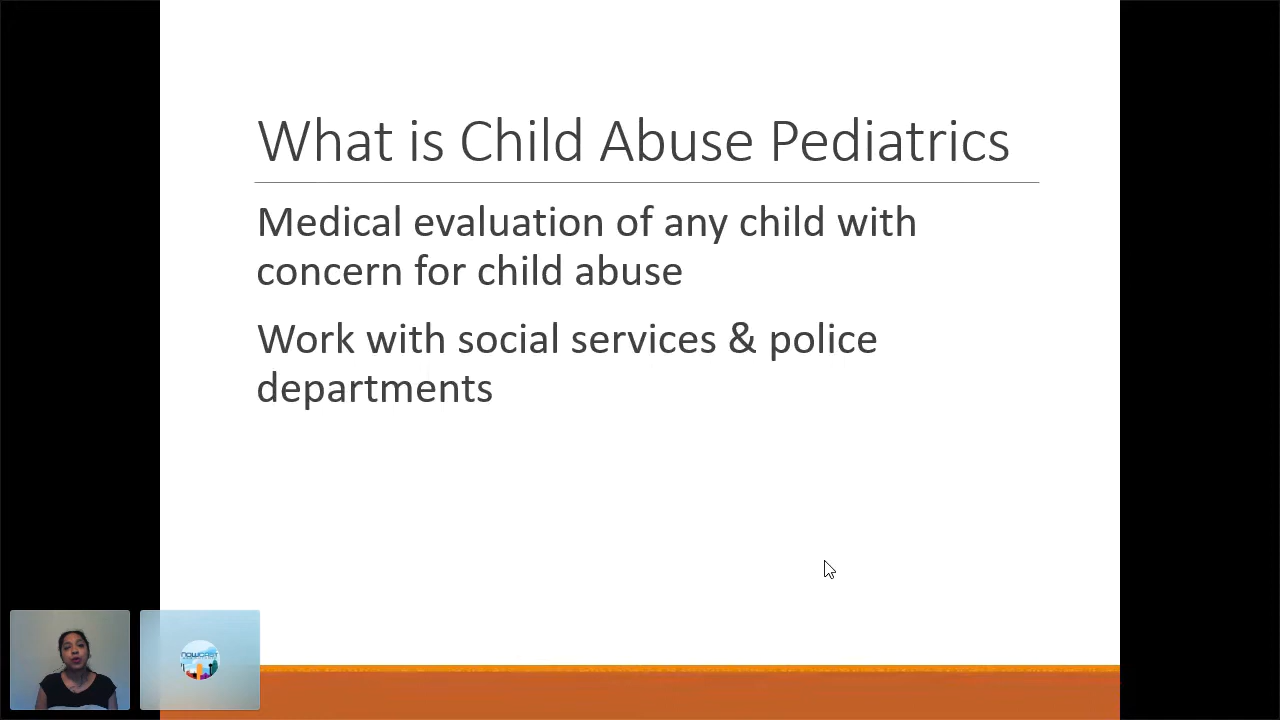 What is Child Abuse Pediatrics
Medical evaluation of any child with
concern for child abuse
Work with social services & police
departments
NOWCAST